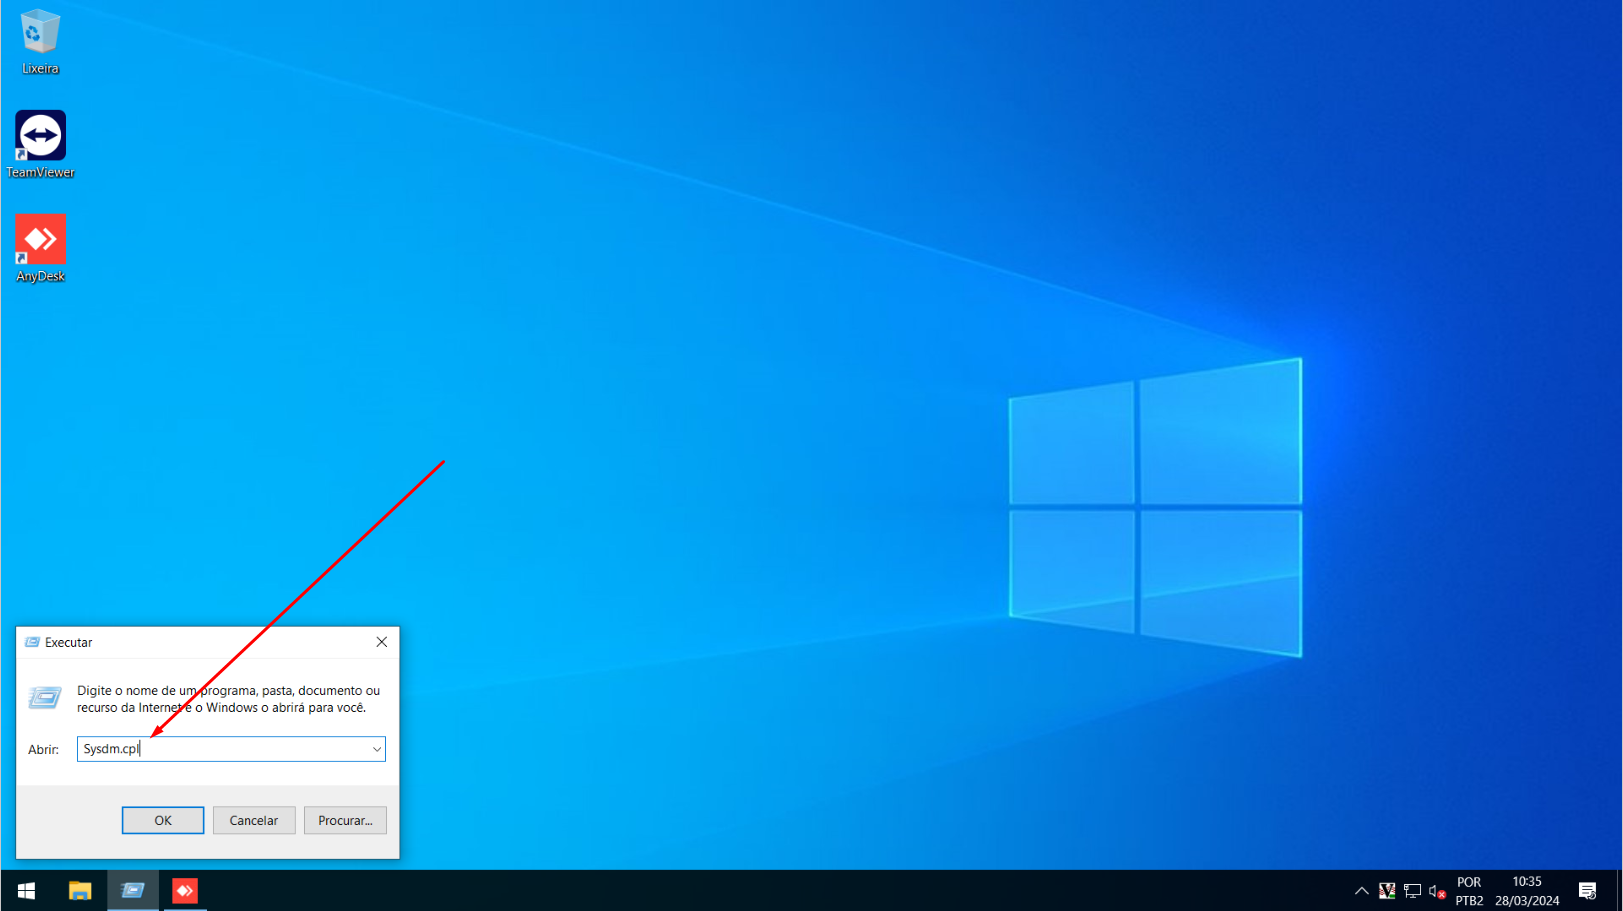 Lixeira
TeamViewer
AnyDesk
Executar
Digite o nome de um programa, pasta, documento ou
recurso da Internet e o Windows o abrirá para você.
Abrir:
Sysdm.cpl
OK
Cancelar
Procurar...
POR
PTB2
10:35
28/03/2024